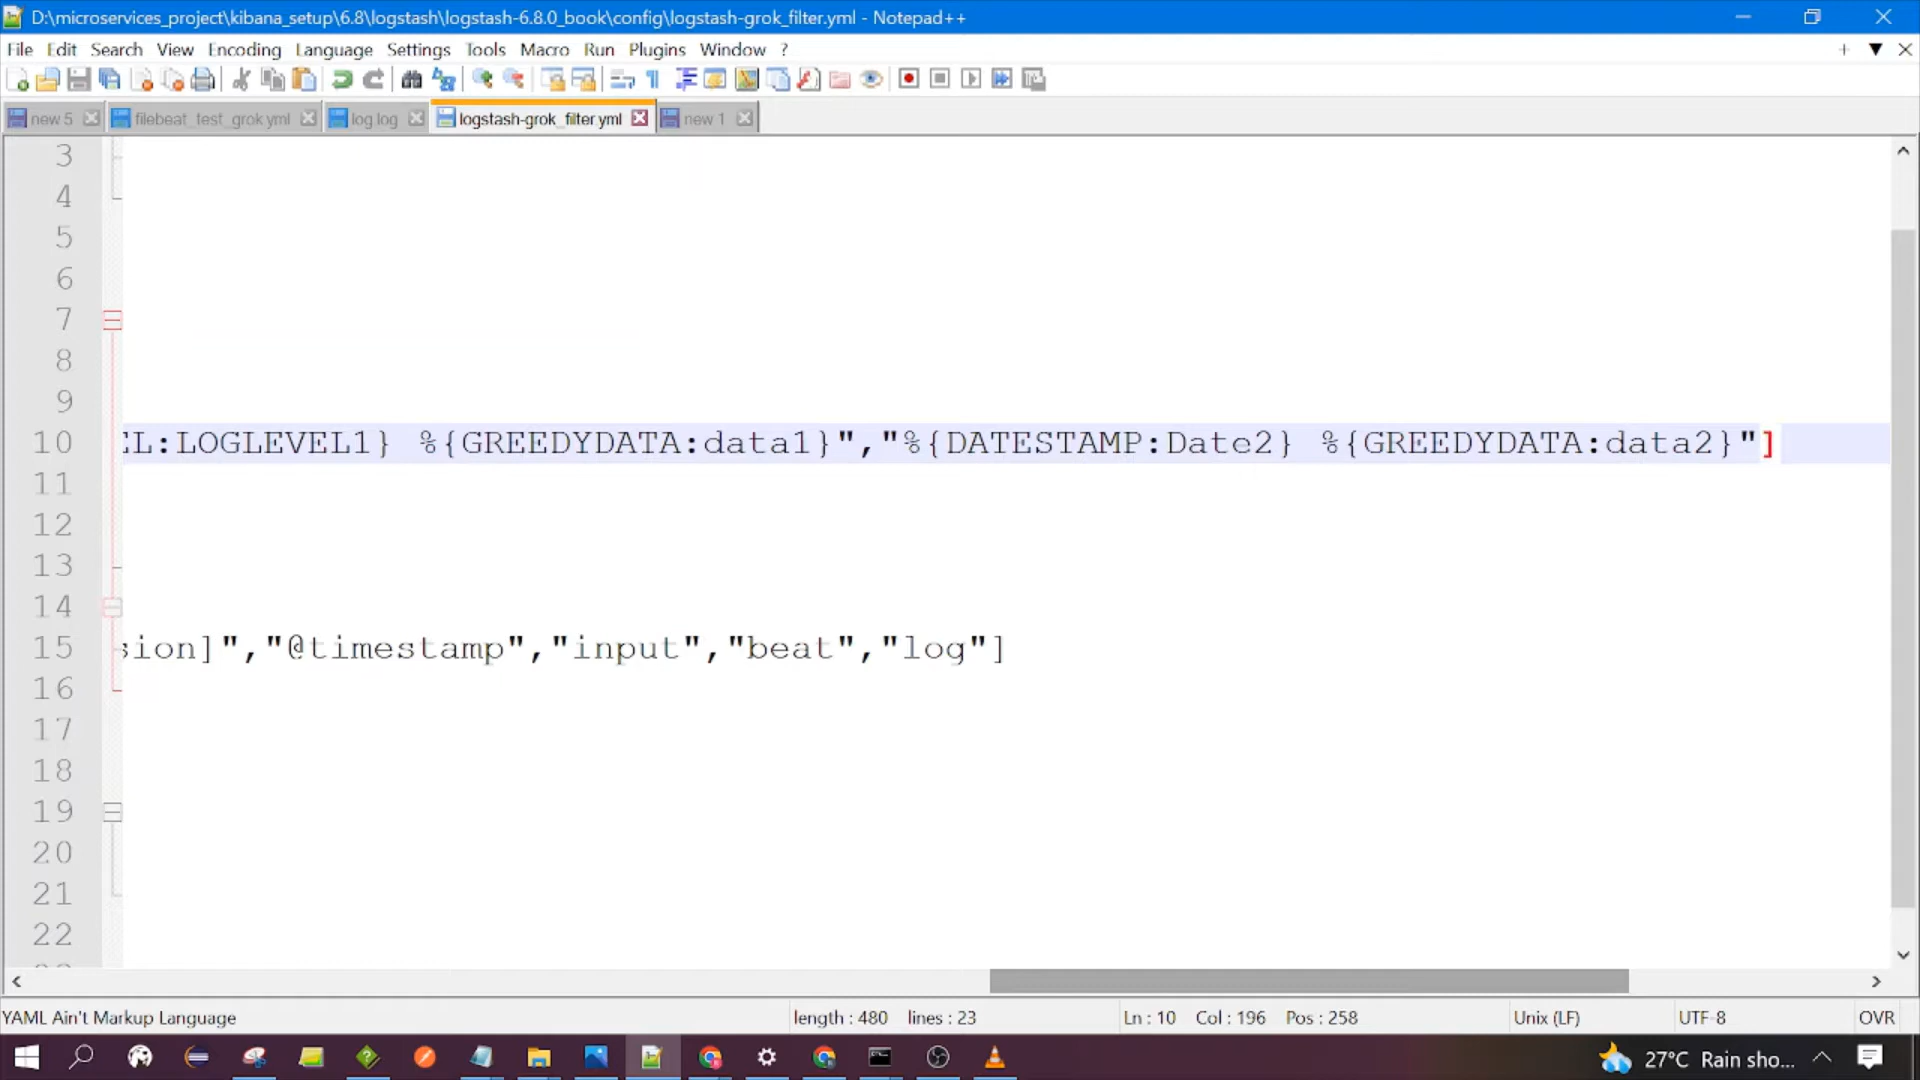 D:\microservices_project\kibana_setup\6.8\logstash\logstash-6.8.0_book\config\logstash-grok_filter.yml - Notepad++
File Edit Search View Encoding Language Settings Tools Macro Run Plugins Window ?
new 5 filebeat_test_grok.yml log log logstash-grok_filter.yml new 1
3
4
5
6
7
8
9
10 EL:LOGLEVEL1} %{GREEDYDATA:data1}","%{DATESTAMP:Date2} %{GREEDYDATA:data2}"]
11
12
13
14
15 sion]","@timestamp","input","beat","log"]
16
17
18
19
20
21
22
YAML Ain't Markup Language length : 480 lines : 23 Ln : 10 Col : 196 Pos : 258 Unix (LF) UTF-8 OVR
27°C Rain sho...